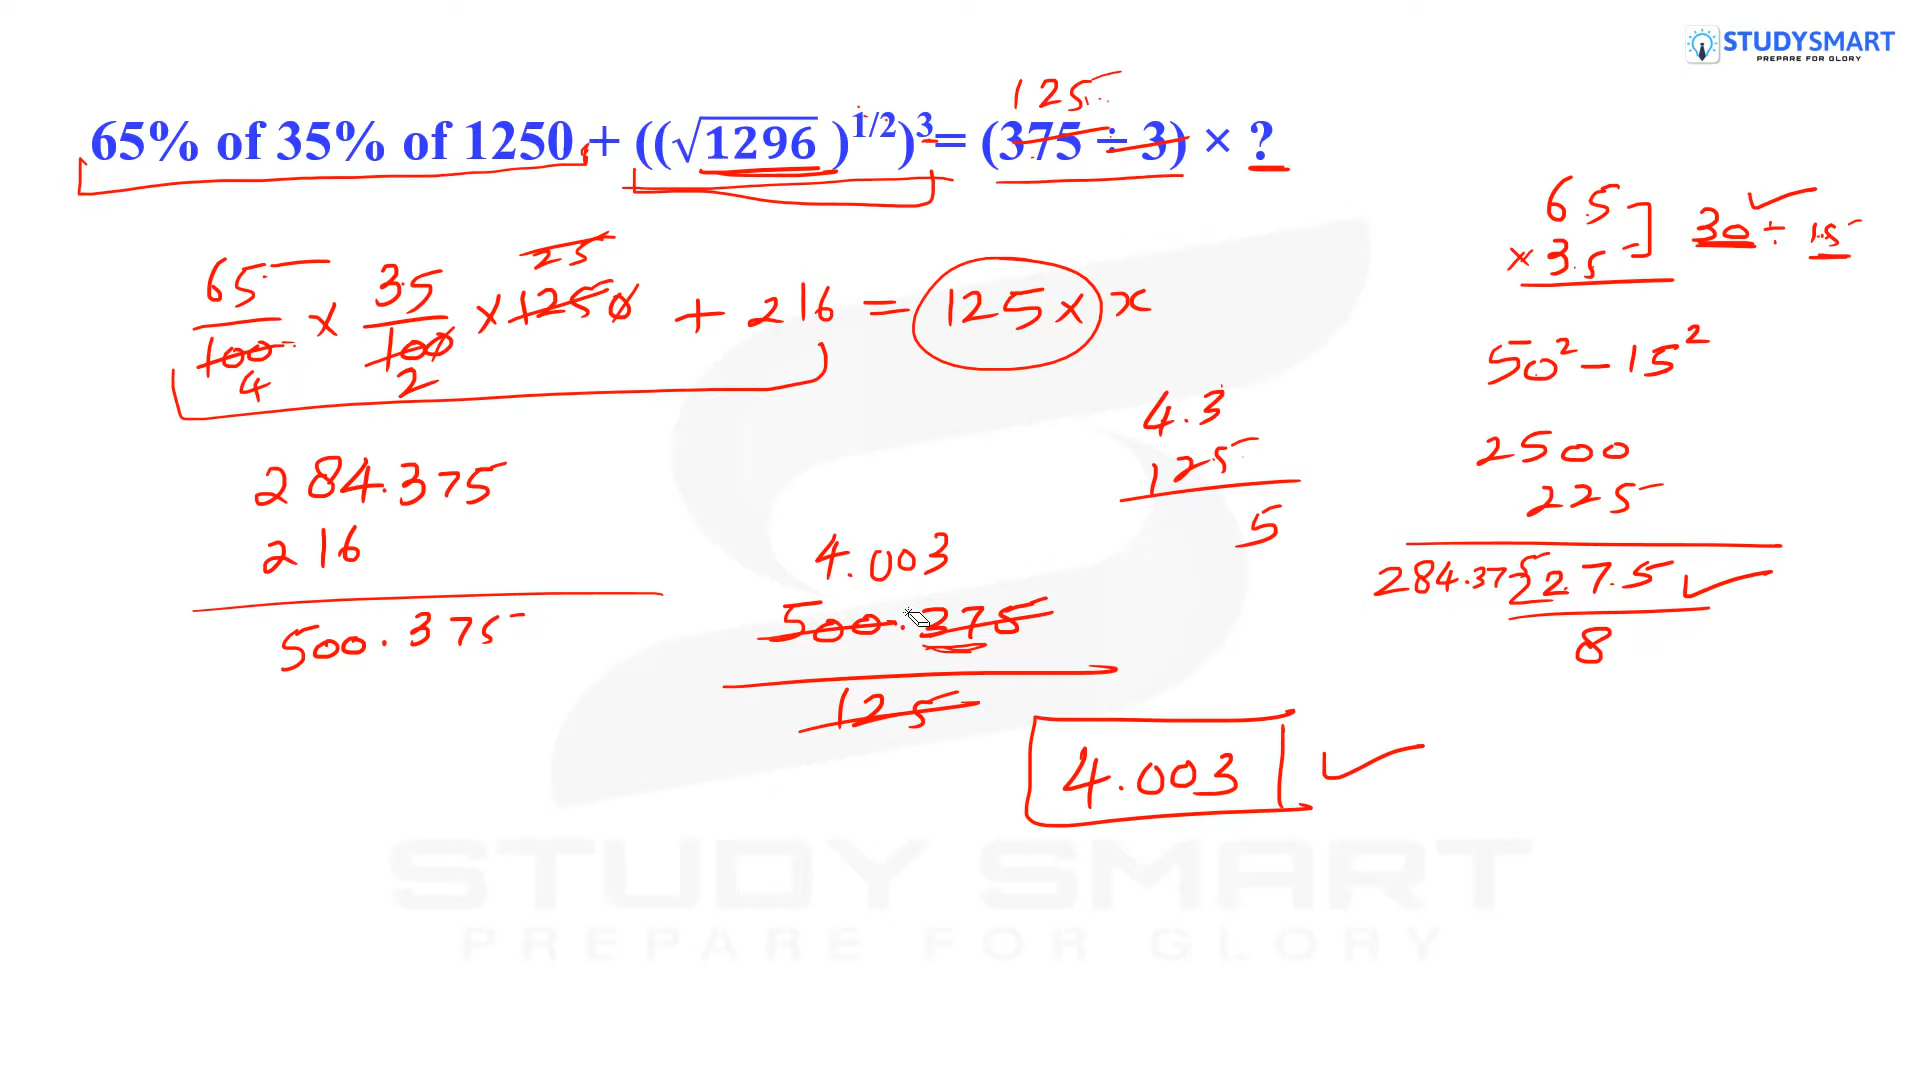 STUDYSMART
PREPARE FOR GLORY
125
65% of 35% of 1250 + ((√1296 )^1/2)^3 = (375 ÷ 3) × ?
65/100 × 35/100 × 1250 + 216 = 125 × x
25
4
2
284.375
216
500.375
4.3
125
5
4.003
500.375
125
4.003
65
× 35
30 ÷ 15
50² – 15²
2500
225
284.375
2275
8
STUDY SMART
PREPARE FOR GLORY